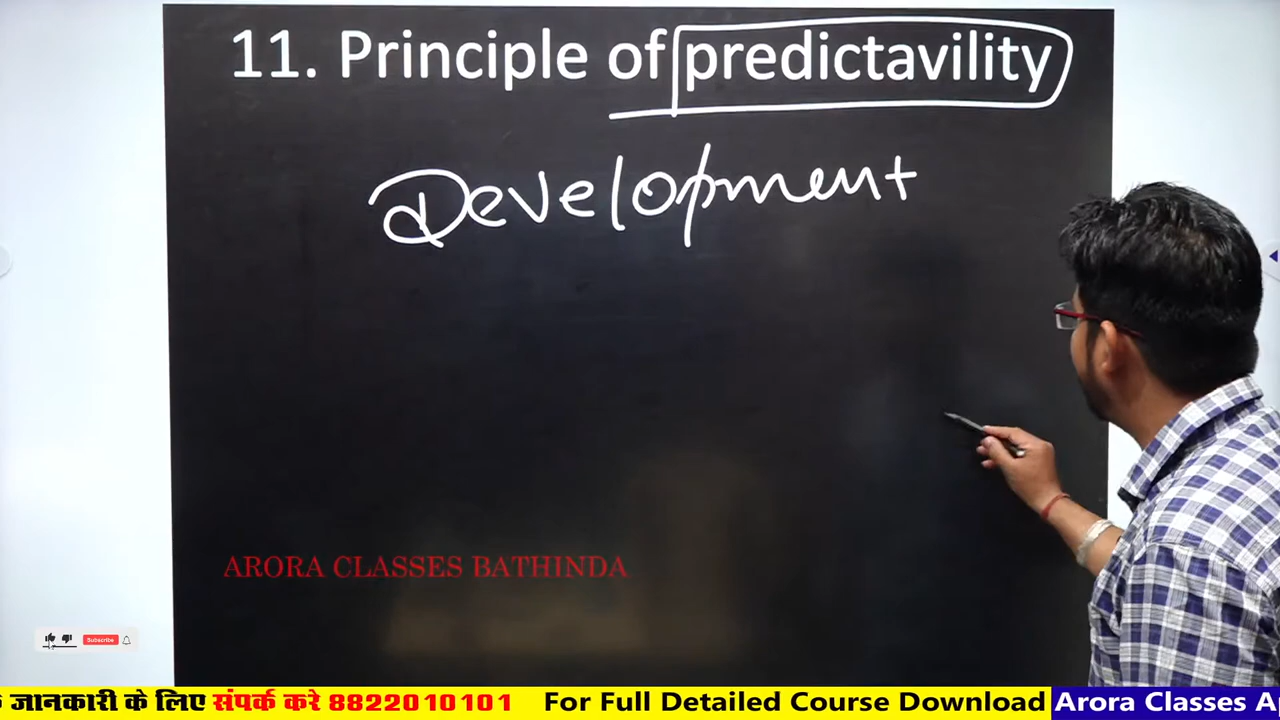 11. Principle of predictavility
Development
ARORA CLASSES BATHINDA
Subscribe
जानकारी के लिए संपर्क करे 8822010101 For Full Detailed Course Download Arora Classes A